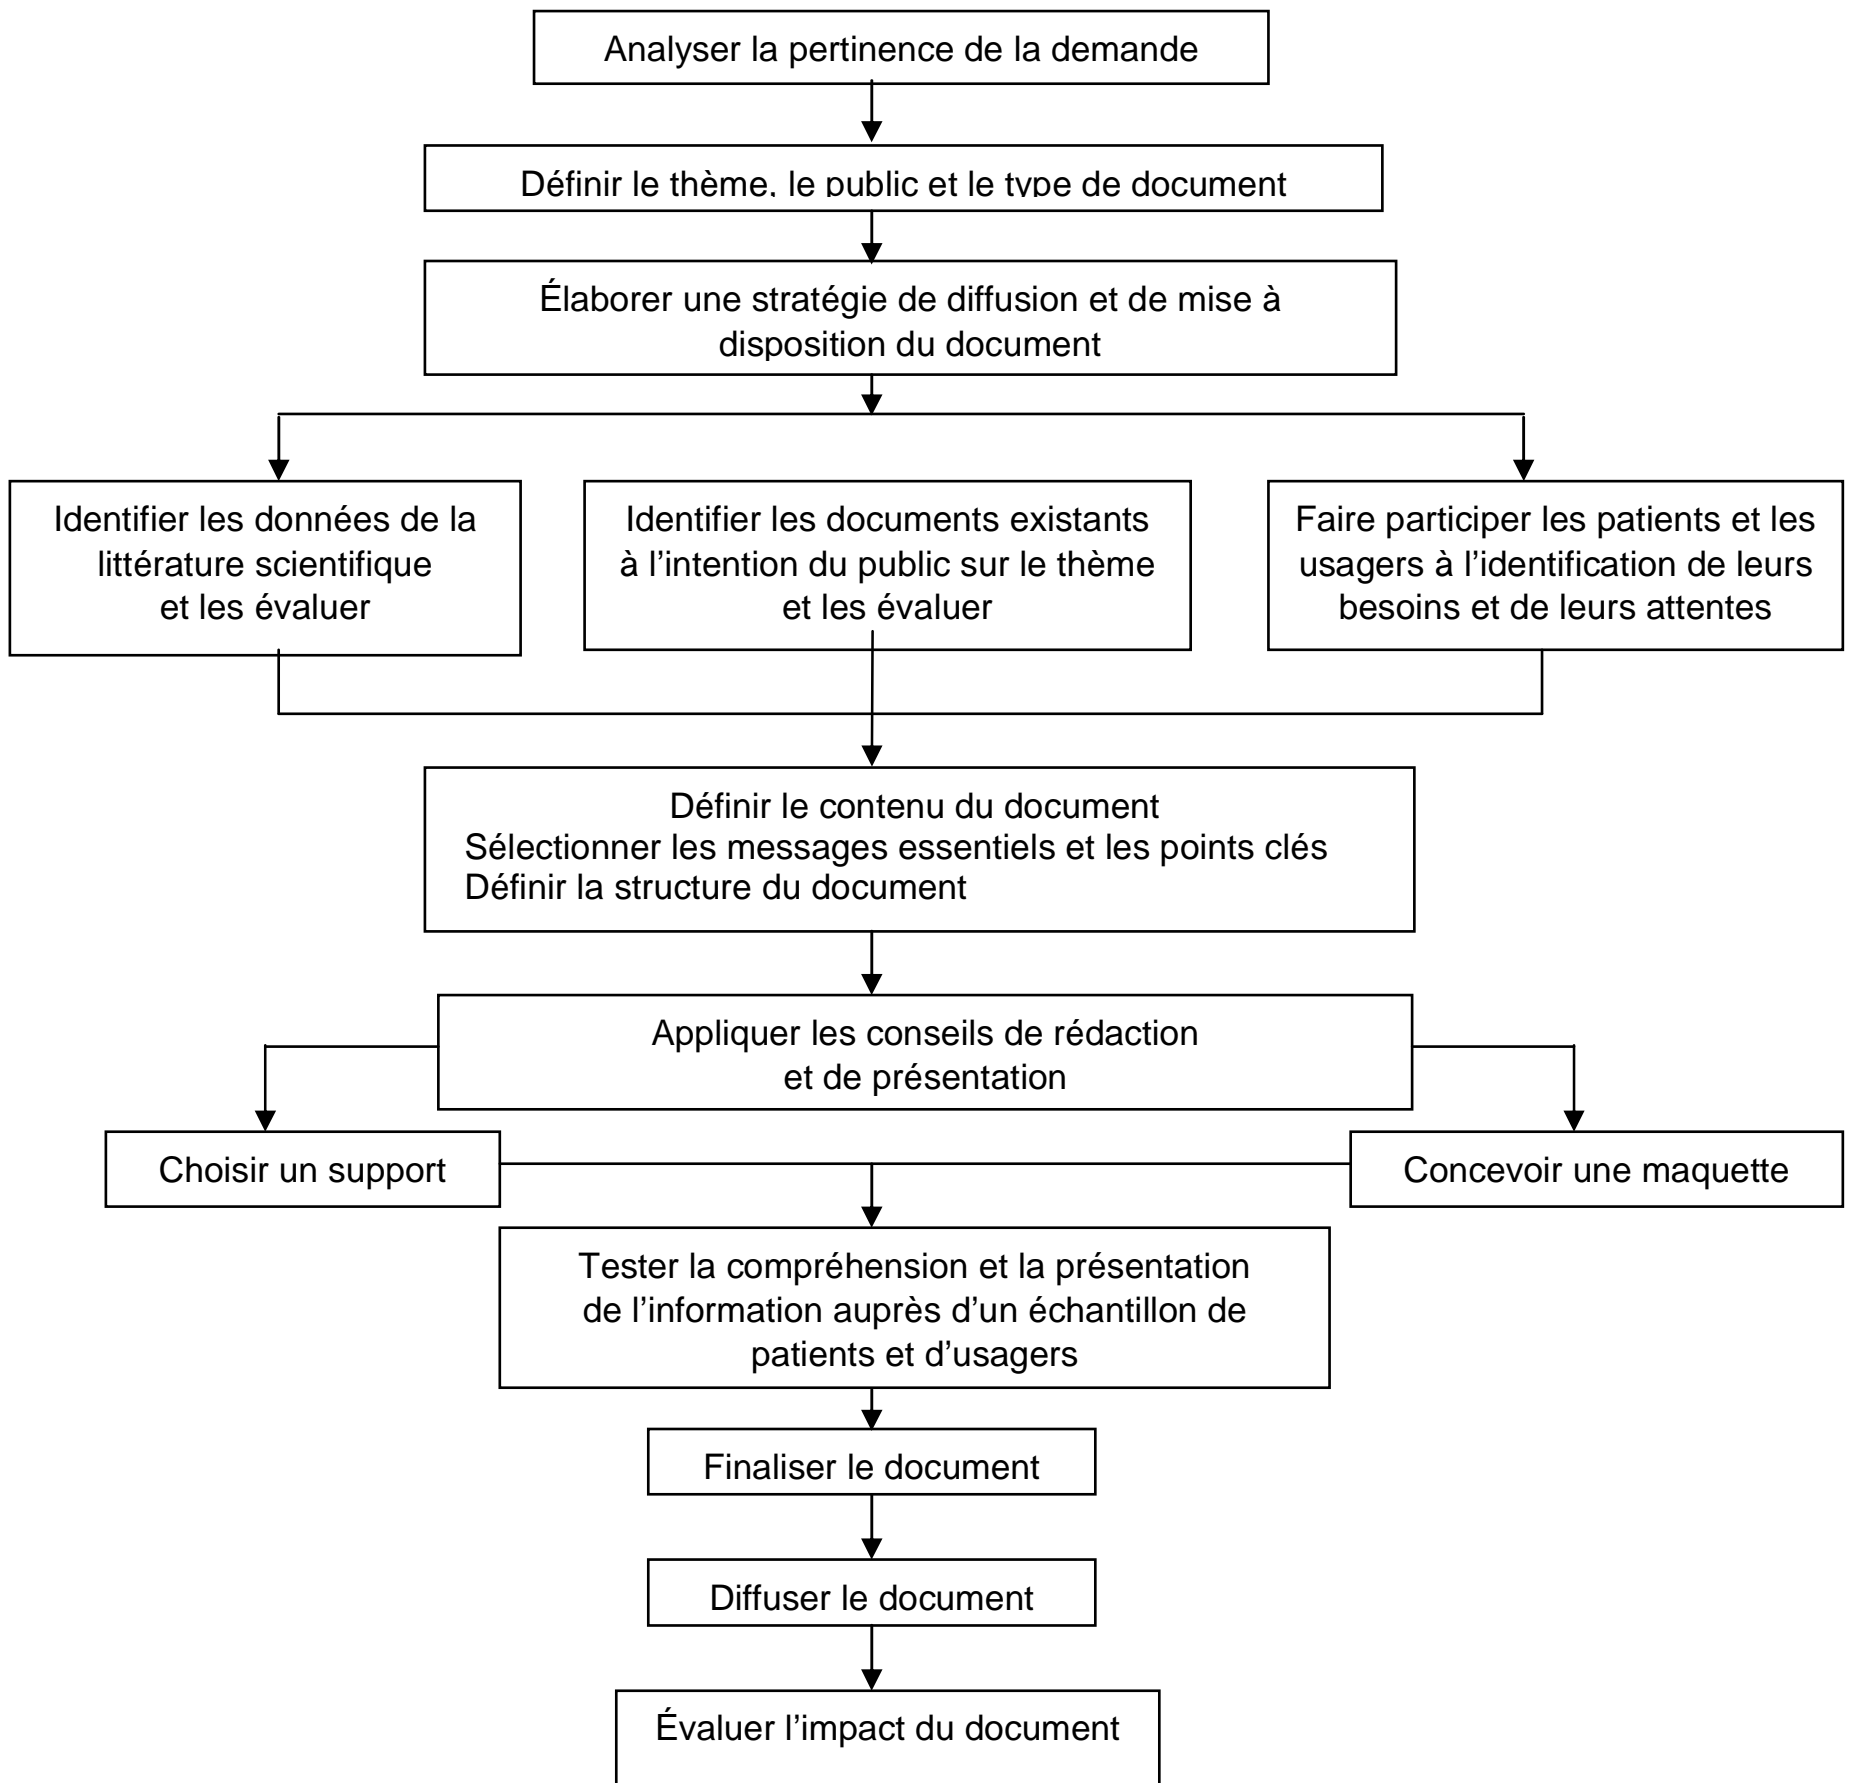 Analyser la pertinence de la demande
Définir le thème, le public et le type de document
Élaborer une stratégie de diffusion et de mise à
disposition du document
Identifier les données de la
littérature scientifique
et les évaluer
Identifier les documents existants
à l’intention du public sur le thème
et les évaluer
Faire participer les patients et les
usagers à l’identification de leurs
besoins et de leurs attentes
Définir le contenu du document
Sélectionner les messages essentiels et les points clés
Définir la structure du document
Appliquer les conseils de rédaction
et de présentation
Choisir un support
Concevoir une maquette
Tester la compréhension et la présentation
de l’information auprès d’un échantillon de
patients et d’usagers
Finaliser le document
Diffuser le document
Évaluer l’impact du document